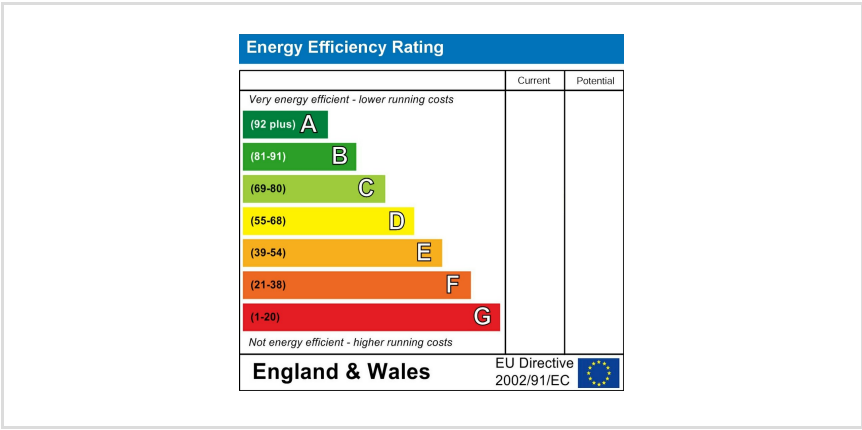 Energy Efficiency Rating
Current Potential
Very energy efficient - lower running costs
(92 plus) A
(81-91) B
(69-80) C
(55-68) D
(39-54) E
(21-38) F
(1-20) G
Not energy efficient - higher running costs
England & Wales
EU Directive
2002/91/EC